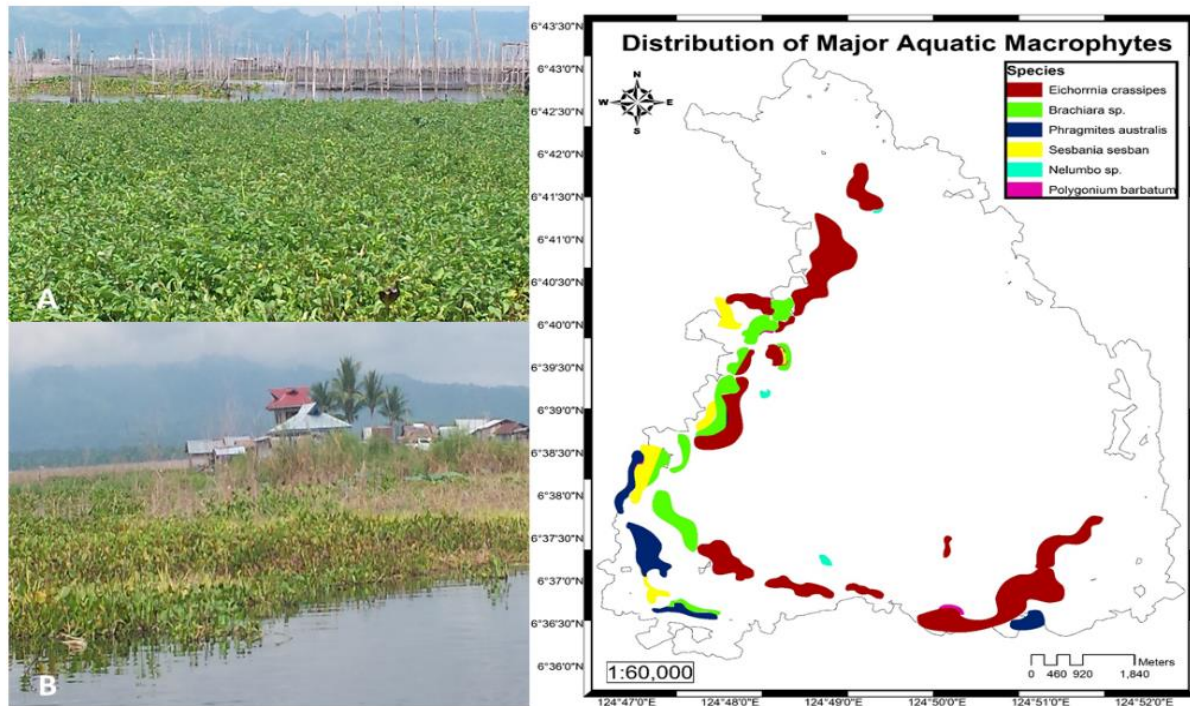 A
B
Distribution of Major Aquatic Macrophytes
N
W E
S
Species
Eichorrnia crassipes
Brachiara sp.
Phragmites australis
Sesbania sesban
Nelumbo sp.
Polygonium barbatum
6°43'30"N
6°43'0"N
6°42'30"N
6°42'0"N
6°41'30"N
6°41'0"N
6°40'30"N
6°40'0"N
6°39'30"N
6°39'0"N
6°38'30"N
6°38'0"N
6°37'30"N
6°37'0"N
6°36'30"N
6°36'0"N
1:60,000
Meters
0 460 920 1,840
124°47'0"E 124°48'0"E 124°49'0"E 124°50'0"E 124°51'0"E 124°52'0"E